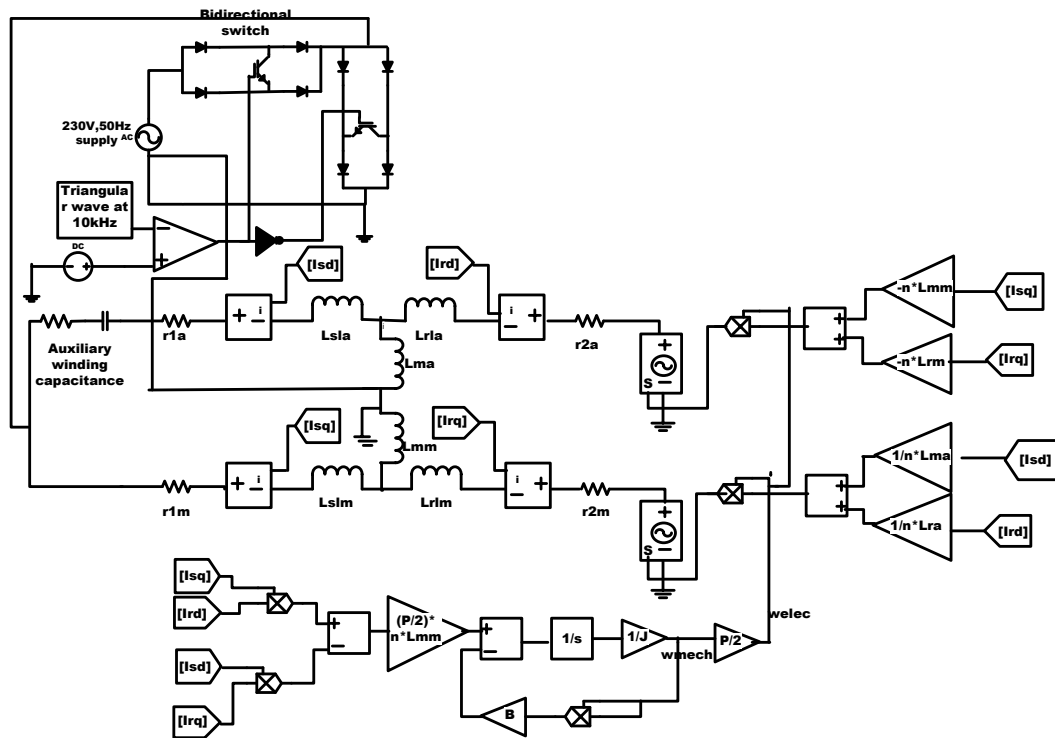 Bidirectional
switch
230V,50Hz
supply AC
Triangula
r wave at
10kHz
DC
[Isd]
[Ird]
-n*Lmm
[Isq]
-n*Lrm
[Irq]
r1a
i
Lsla
i
Lrla
i
r2a
Auxiliary
winding
capacitance
Lma
S
[Isq]
[Irq]
Lmm
1/n*Lma
[Isd]
r1m
i
Lslm
Lrlm
i
r2m
1/n*Lra
[Ird]
S
[Isq]
[Ird]
[Isd]
[Irq]
(P/2)*
n*Lmm
1/s
1/J
wmech
P/2
welec
B